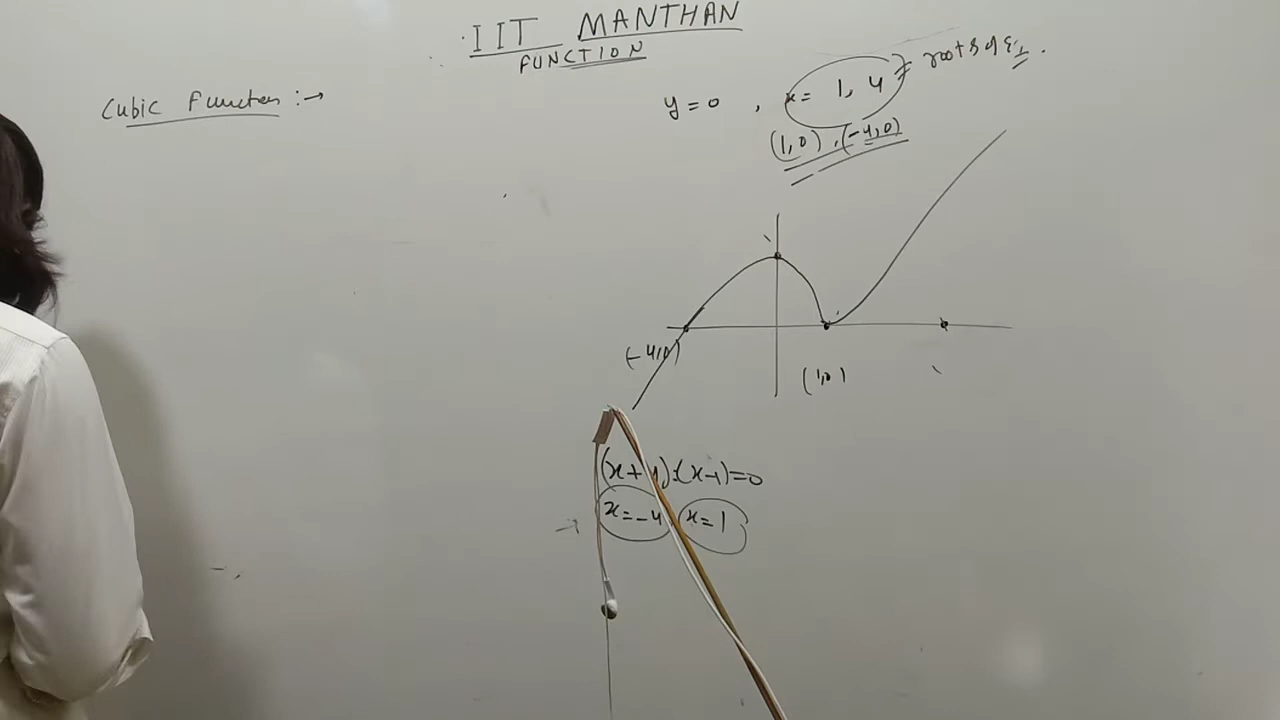 IIT MANTHAN
FUNCTION
Cubic Function :→
y = 0 , x = 1, 4 } roots of
(1,0) , (-4,0)
(-4,0)
(1,0)
(x+4) (x-1)=0
x=-4 x=1